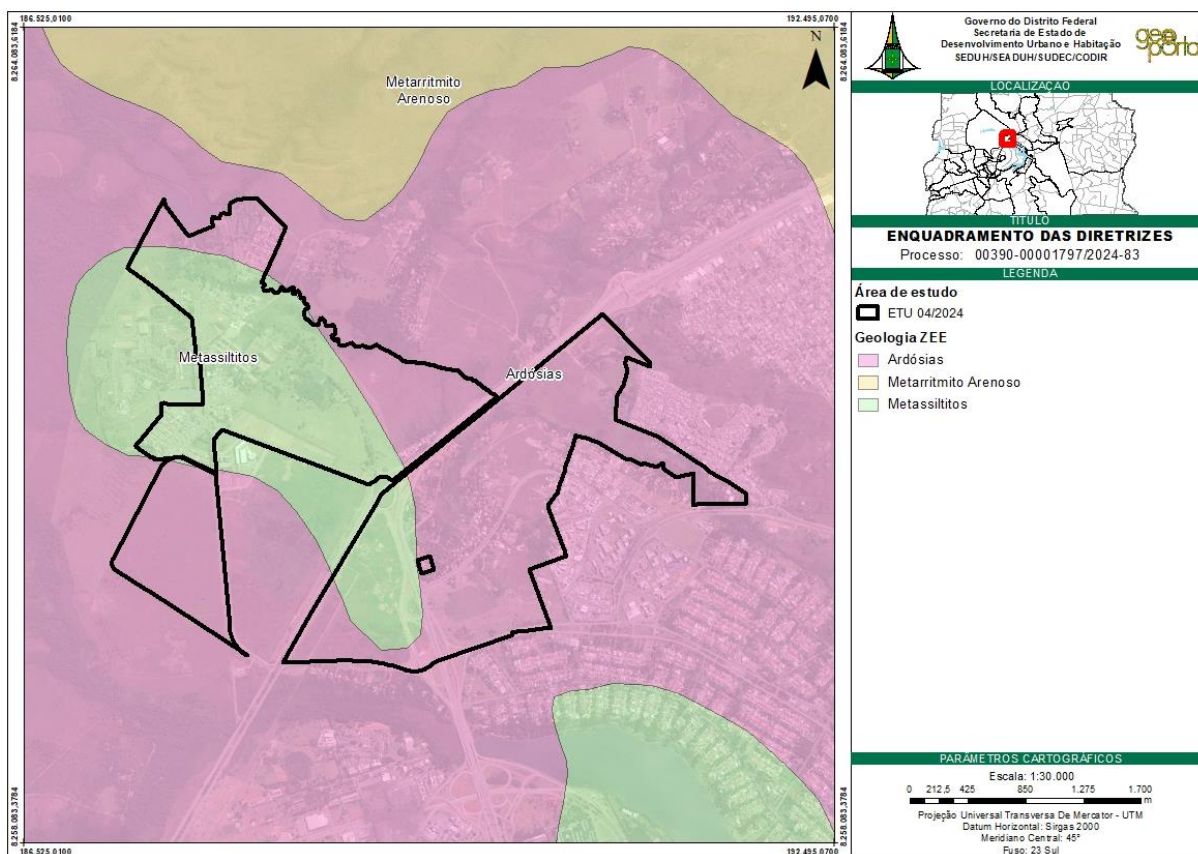 186.525,0100
192.495,0700
8.264.083,6184
8.264.083,6184
N
Metarritmito
Arenoso
Metassiltitos
Ardósias
8.258.083,3784
8.258.083,3784
186.525,0100
192.495,0700
Governo do Distrito Federal
Secretaria de Estado de
Desenvolvimento Urbano e Habitação
SEDUH/SEADUH/SUDEC/CODIR
geo
portal
LOCALIZAÇÃO
TÍTULO
ENQUADRAMENTO DAS DIRETRIZES
Processo: 00390-00001797/2024-83
LEGENDA
Área de estudo
ETU 04/2024
Geologia ZEE
Ardósias
Metarritmito Arenoso
Metassiltitos
PARÂMETROS CARTOGRÁFICOS
Escala: 1:30.000
0 212,5 425 850 1.275 1.700
m
Projeção Universal Transversa De Mercator - UTM
Datum Horizontal: Sirgas 2000
Meridiano Central: 45°
Fuso: 23 Sul